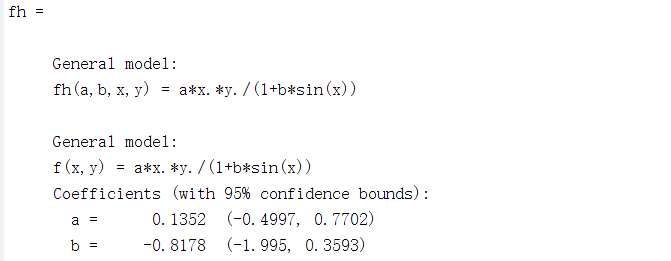 fh =
General model:
fh(a,b,x,y) = a*x.*y./(1+b*sin(x))
General model:
f(x,y) = a*x.*y./(1+b*sin(x))
Coefficients (with 95% confidence bounds):
a = 0.1352 (-0.4997, 0.7702)
b = -0.8178 (-1.995, 0.3593)